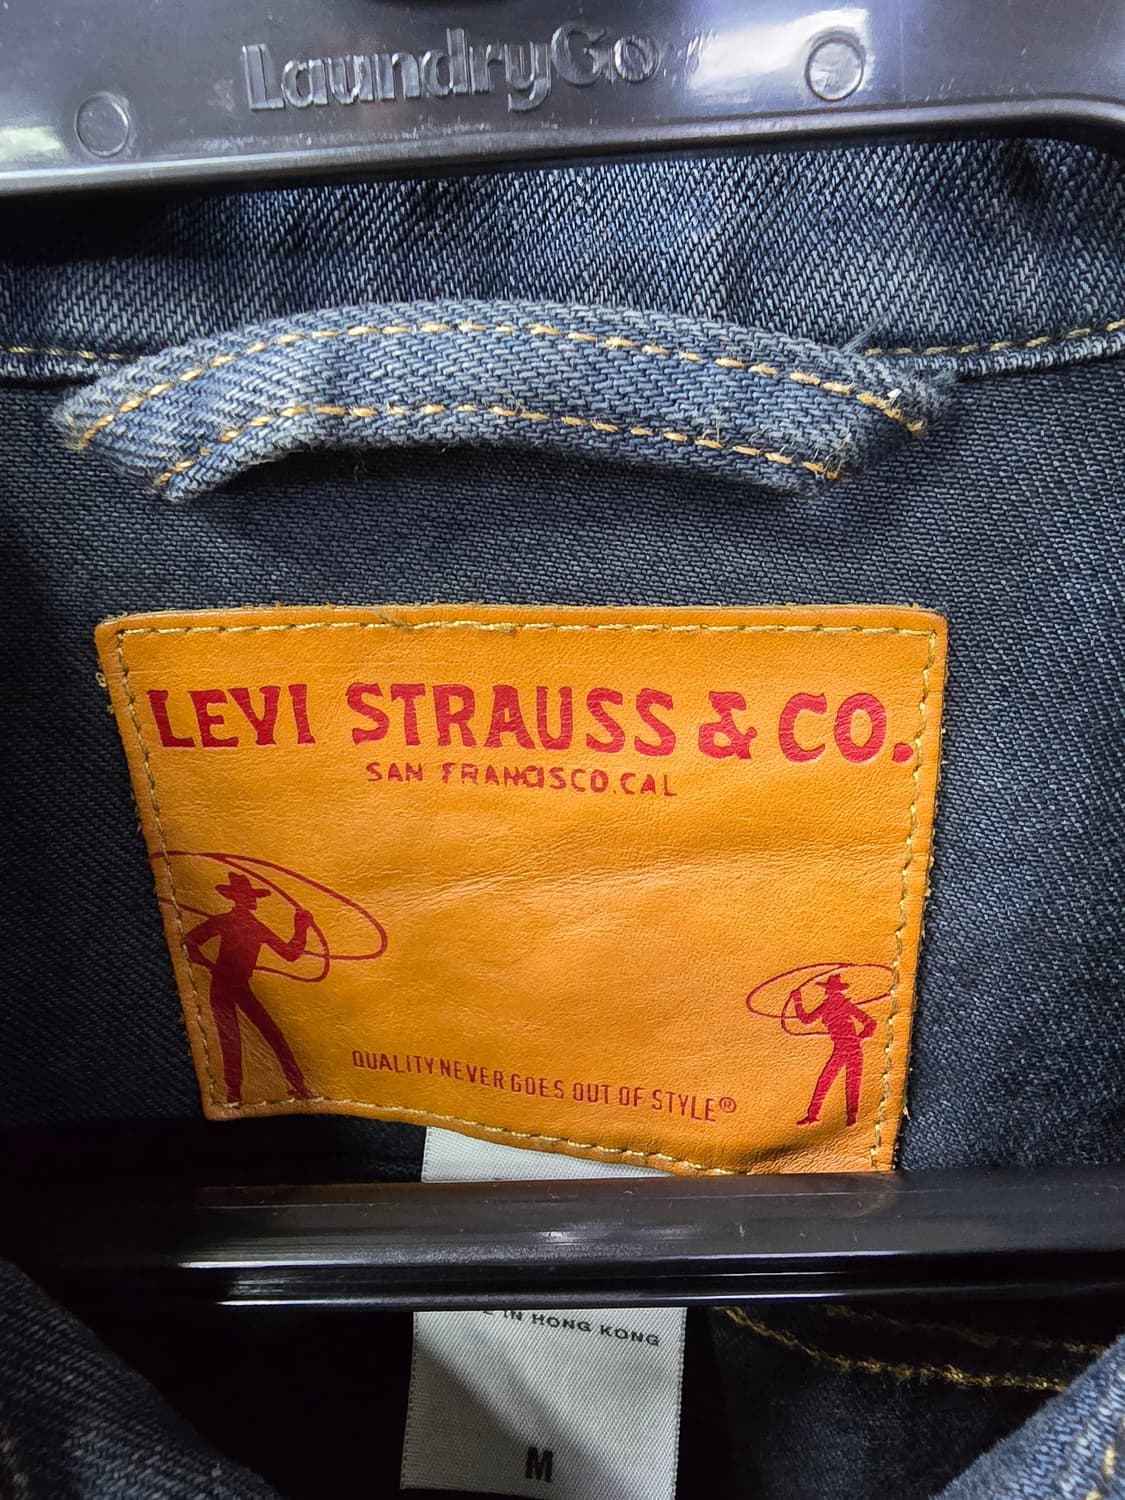 LaundryGo
LEVI STRAUSS & CO.
SAN FRANCISCO.CAL
QUALITY NEVER GOES OUT OF STYLE®
IN HONG KONG
M